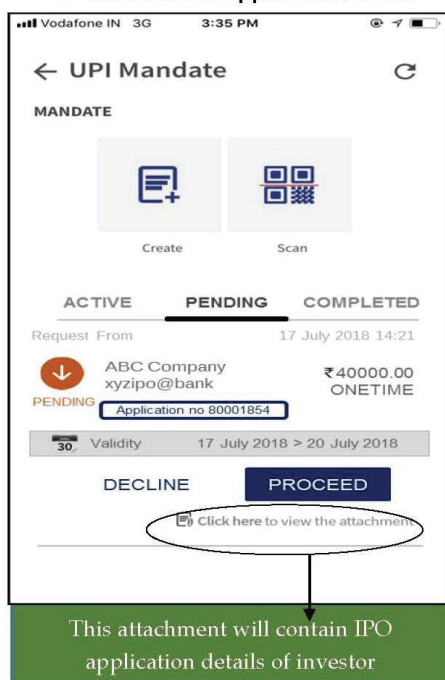 Vodafone IN 3G 3:35 PM
← UPI Mandate
MANDATE
Create Scan
ACTIVE PENDING COMPLETED
Request From 17 July 2018 14:21
ABC Company ₹40000.00
xyzipo@bank ONETIME
PENDING
Application no 80001854
30 Validity 17 July 2018 > 20 July 2018
DECLINE PROCEED
Click here to view the attachment
This attachment will contain IPO
application details of investor